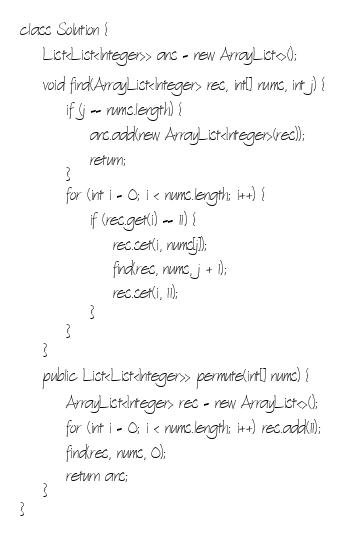 class Solution {
List<List<Integer>> ans = new ArrayList<>();
void find(ArrayList<Integer> rec, int[] nums, int j) {
if (j == nums.length) {
ans.add(new ArrayList<Integer>(rec));
return;
}
for (int i = 0; i < nums.length; i++) {
if (rec.get(i) == 11) {
rec.set(i, nums[j]);
find(rec, nums, j + 1);
rec.set(i, 11);
}
}
}
public List<List<Integer>> permute(int[] nums) {
ArrayList<Integer> rec = new ArrayList<>();
for (int i = 0; i < nums.length; i++) rec.add(11);
find(rec, nums, 0);
return ans;
}
}